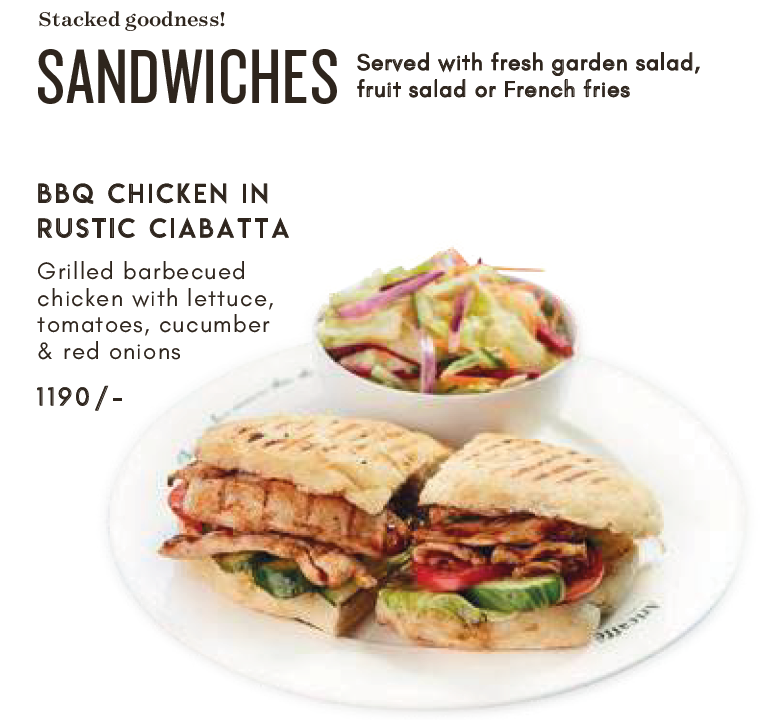 Stacked goodness!
SANDWICHES
Served with fresh garden salad,
fruit salad or French fries
BBQ CHICKEN IN
RUSTIC CIABATTA
Grilled barbecued
chicken with lettuce,
tomatoes, cucumber
& red onions
1190/-